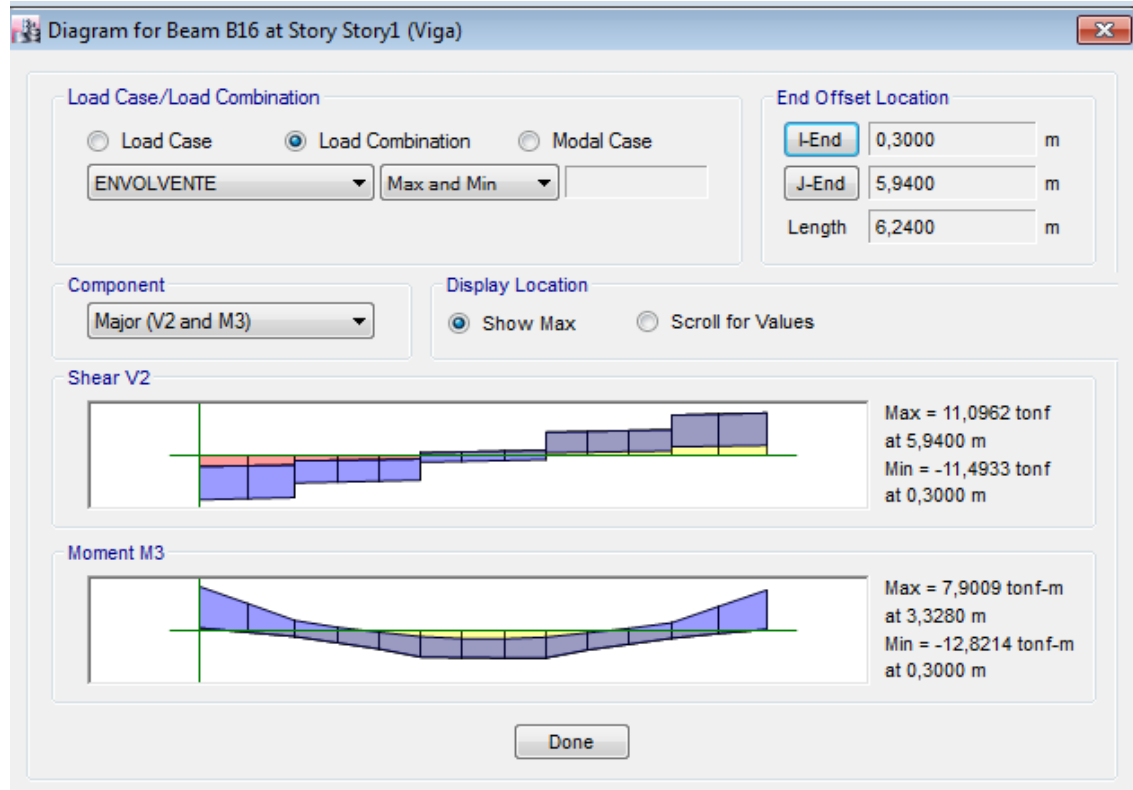 Diagram for Beam B16 at Story Story1 (Viga)
Load Case/Load Combination
Load Case Load Combination Modal Case
ENVOLVENTE Max and Min
End Offset Location
I-End 0,3000 m
J-End 5,9400 m
Length 6,2400 m
Component
Major (V2 and M3)
Display Location
Show Max Scroll for Values
Shear V2
Max = 11,0962 tonf
at 5,9400 m
Min = -11,4933 tonf
at 0,3000 m
Moment M3
Max = 7,9009 tonf-m
at 3,3280 m
Min = -12,8214 tonf-m
at 0,3000 m
Done